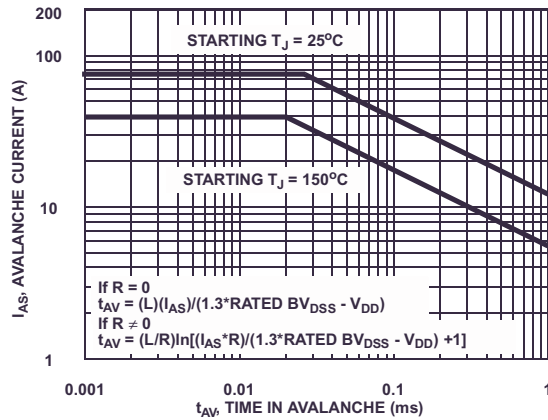 200
100
10
1
I_AS, AVALANCHE CURRENT (A)
STARTING T_J = 25°C
STARTING T_J = 150°C
If R = 0
t_AV = (L)(I_AS)/(1.3*RATED BV_DSS - V_DD)
If R ≠ 0
t_AV = (L/R)ln[(I_AS*R)/(1.3*RATED BV_DSS - V_DD) +1]
0.001 0.01 0.1 1
t_AV, TIME IN AVALANCHE (ms)